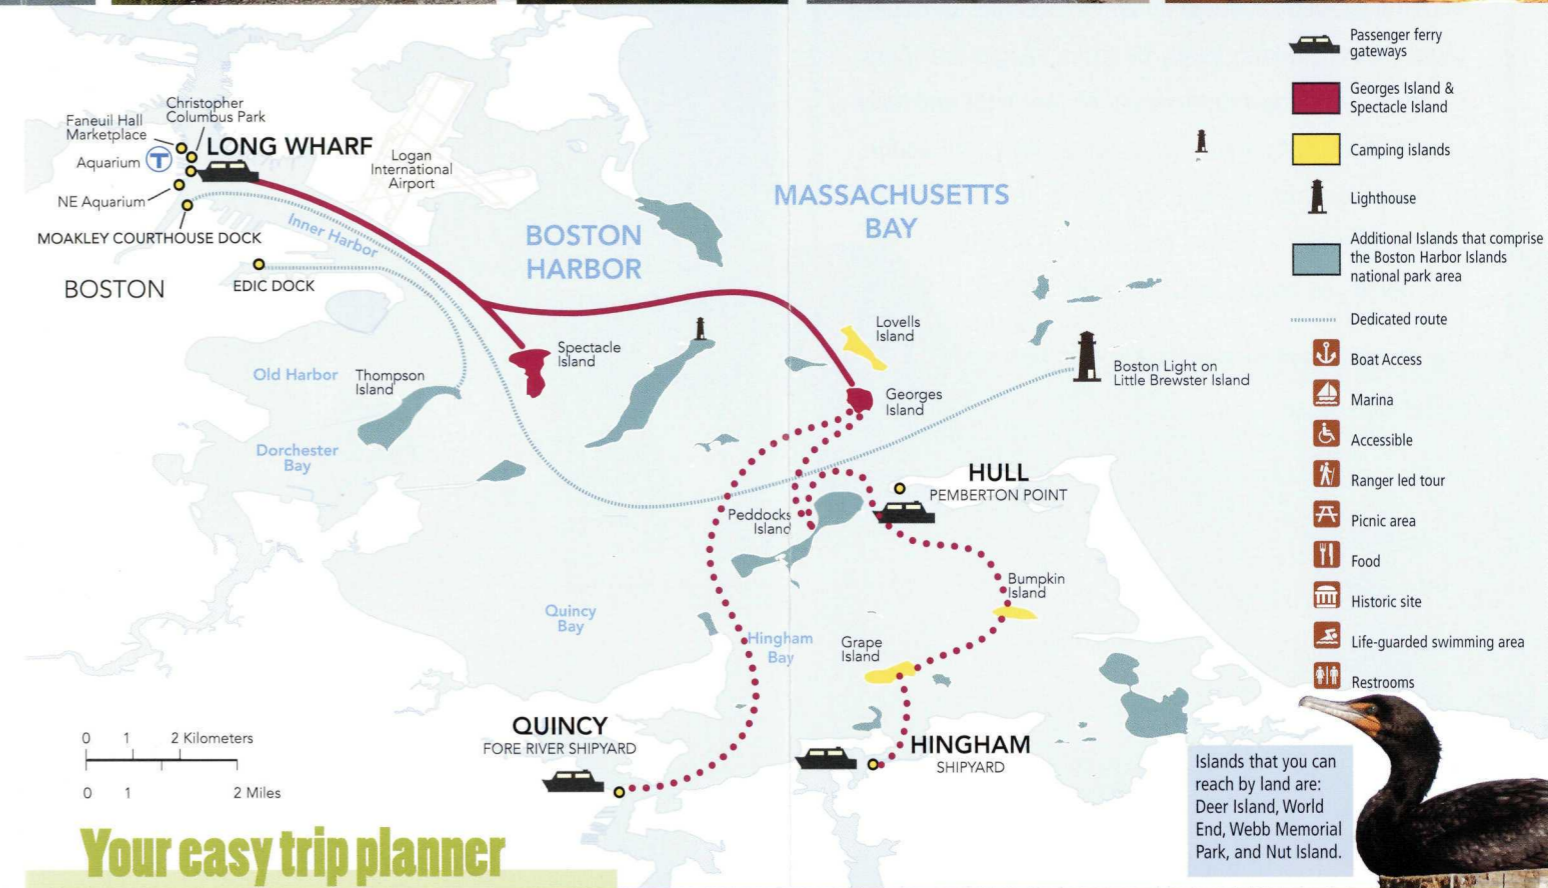 Christopher
Columbus Park
Faneuil Hall
Marketplace
LONG WHARF
Aquarium
T
NE Aquarium
MOAKLEY COURTHOUSE DOCK
Logan
International
Airport
Inner Harbor
BOSTON
EDIC DOCK
BOSTON
HARBOR
MASSACHUSETTS
BAY
Spectacle
Island
Lovells
Island
Georges
Island
Boston Light on
Little Brewster Island
Old Harbor
Thompson
Island
Dorchester
Bay
HULL
PEMBERTON POINT
Peddocks
Island
Bumpkin
Island
Quincy
Bay
Hingham
Bay
Grape
Island
QUINCY
FORE RIVER SHIPYARD
HINGHAM
SHIPYARD
0 1 2 Kilometers
0 1 2 Miles
Your easy trip planner
Passenger ferry
gateways
Georges Island &
Spectacle Island
Camping islands
Lighthouse
Additional Islands that comprise
the Boston Harbor Islands
national park area
Dedicated route
Boat Access
Marina
Accessible
Ranger led tour
Picnic area
Food
Historic site
Life-guarded swimming area
Restrooms
Islands that you can
reach by land are:
Deer Island, World
End, Webb Memorial
Park, and Nut Island.